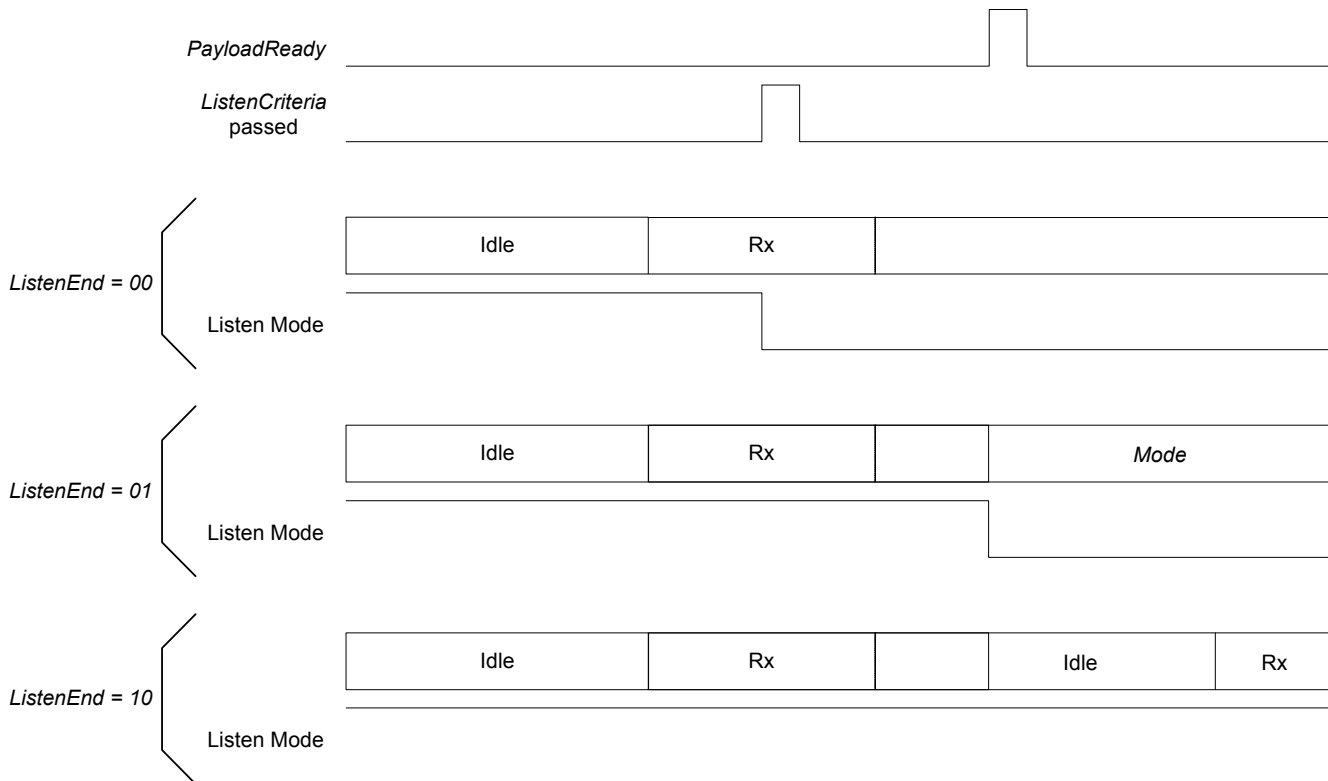 PayloadReady
ListenCriteria
passed
Idle
Rx
ListenEnd = 00
Listen Mode
Idle
Rx
Mode
ListenEnd = 01
Listen Mode
Idle
Rx
Idle
Rx
ListenEnd = 10
Listen Mode